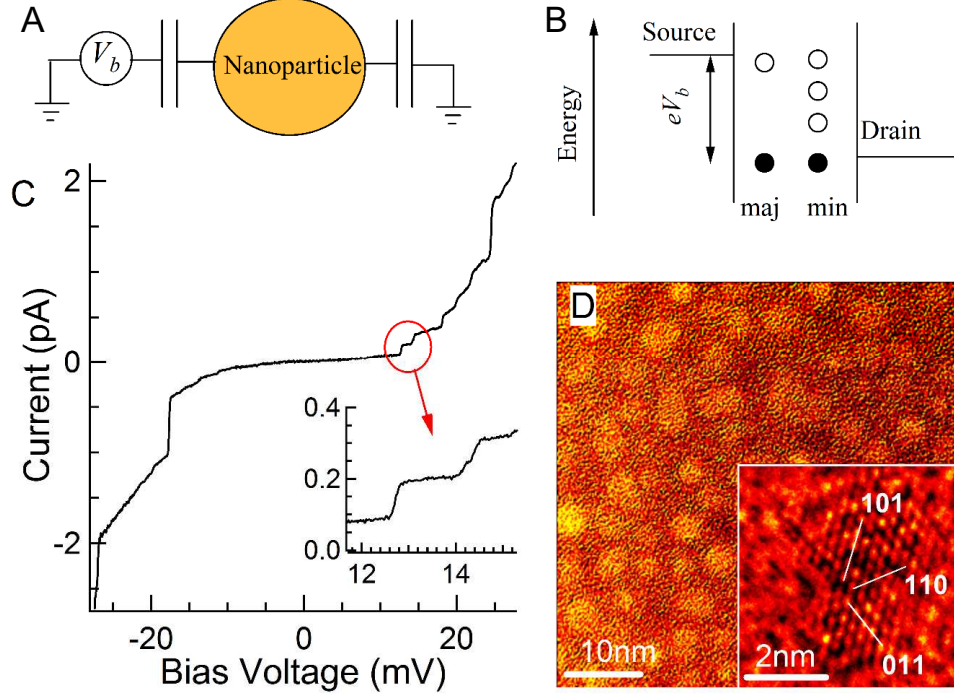 A
V_b
Nanoparticle
B
Source
Energy
eV_b
Drain
maj
min
C
2
0
-2
Current (pA)
-20
0
20
Bias Voltage (mV)
0.4
0.2
0.0
12
14
D
10nm
101
110
011
2nm